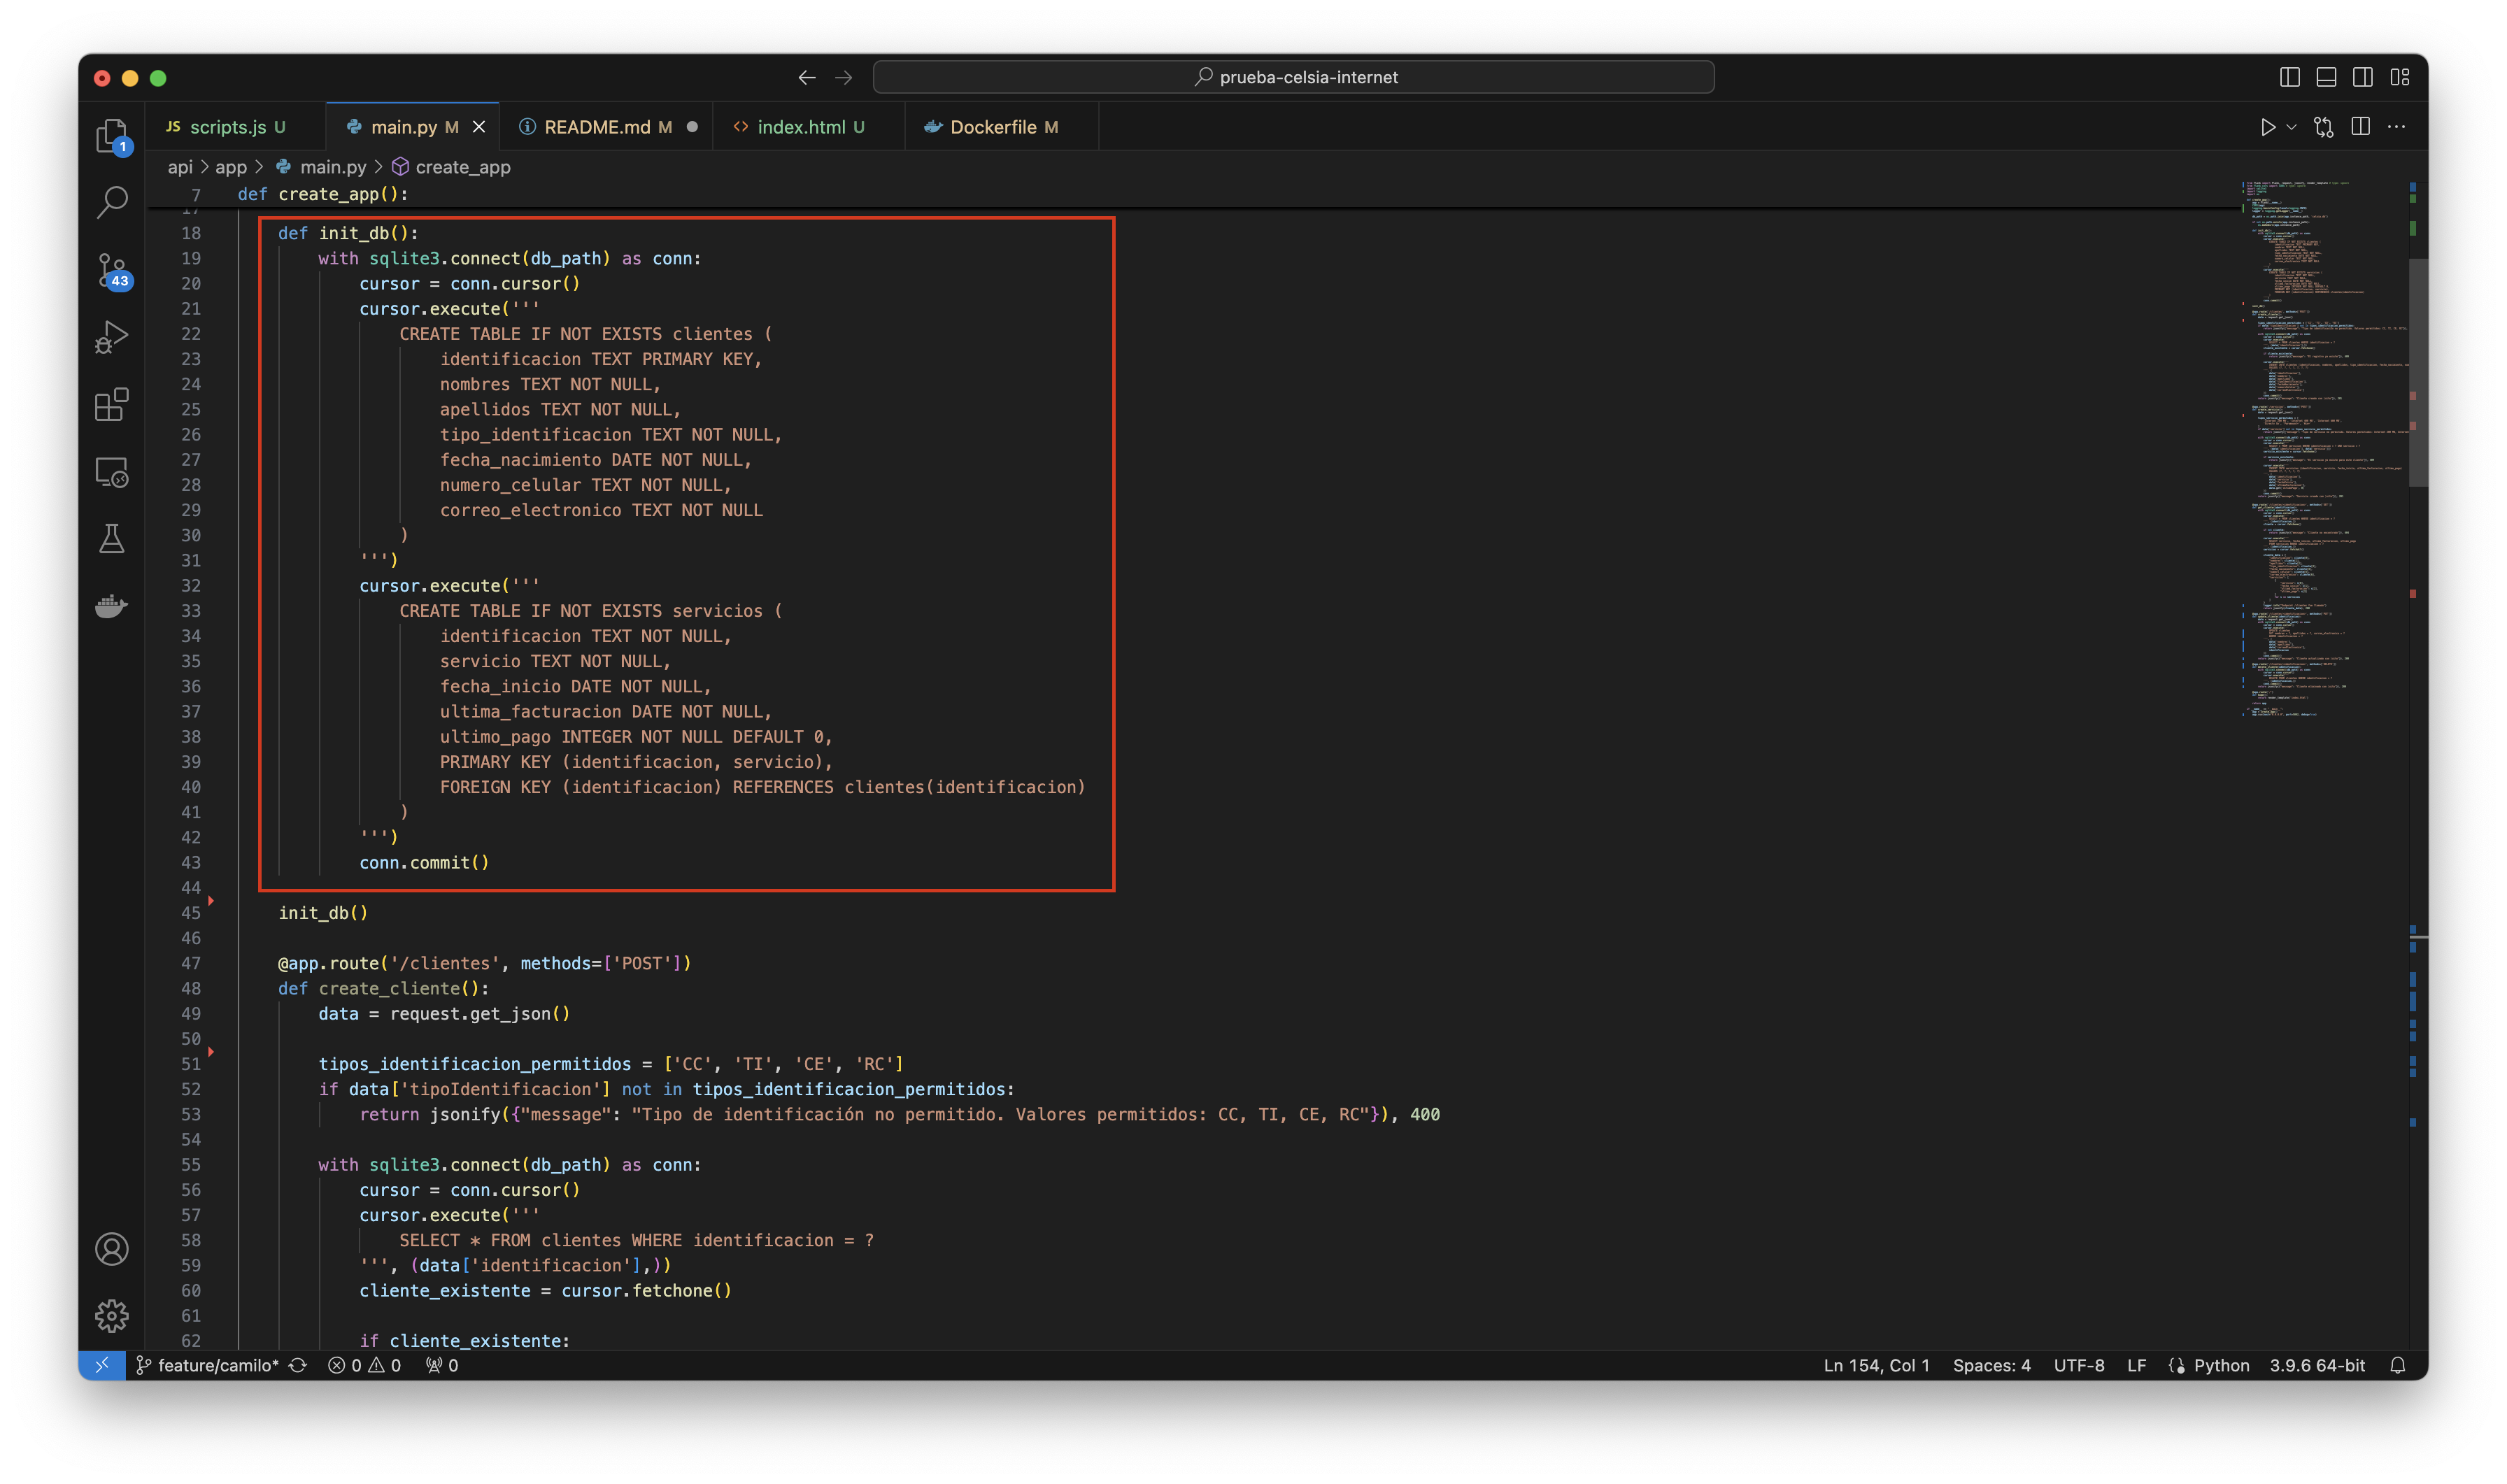 prueba-celsia-internet
JS scripts.js U
main.py M
README.md M
index.html U
Dockerfile M
1
43
api > app > main.py > create_app
7 def create_app():
17
18 def init_db():
19 with sqlite3.connect(db_path) as conn:
20 cursor = conn.cursor()
21 cursor.execute('''
22 CREATE TABLE IF NOT EXISTS clientes (
23 identificacion TEXT PRIMARY KEY,
24 nombres TEXT NOT NULL,
25 apellidos TEXT NOT NULL,
26 tipo_identificacion TEXT NOT NULL,
27 fecha_nacimiento DATE NOT NULL,
28 numero_celular TEXT NOT NULL,
29 correo_electronico TEXT NOT NULL
30 )
31 ''')
32 cursor.execute('''
33 CREATE TABLE IF NOT EXISTS servicios (
34 identificacion TEXT NOT NULL,
35 servicio TEXT NOT NULL,
36 fecha_inicio DATE NOT NULL,
37 ultima_facturacion DATE NOT NULL,
38 ultimo_pago INTEGER NOT NULL DEFAULT 0,
39 PRIMARY KEY (identificacion, servicio),
40 FOREIGN KEY (identificacion) REFERENCES clientes(identificacion)
41 )
42 ''')
43 conn.commit()
44
45 init_db()
46
47 @app.route('/clientes', methods=['POST'])
48 def create_cliente():
49 data = request.get_json()
50
51 tipos_identificacion_permitidos = ['CC', 'TI', 'CE', 'RC']
52 if data['tipoIdentificacion'] not in tipos_identificacion_permitidos:
53 return jsonify({"message": "Tipo de identificación no permitido. Valores permitidos: CC, TI, CE, RC"}), 400
54
55 with sqlite3.connect(db_path) as conn:
56 cursor = conn.cursor()
57 cursor.execute('''
58 SELECT * FROM clientes WHERE identificacion = ?
59 ''', (data['identificacion'],))
60 cliente_existente = cursor.fetchone()
61
62 if cliente_existente:
feature/camilo* 0 0 0 Ln 154, Col 1 Spaces: 4 UTF-8 LF Python 3.9.6 64-bit